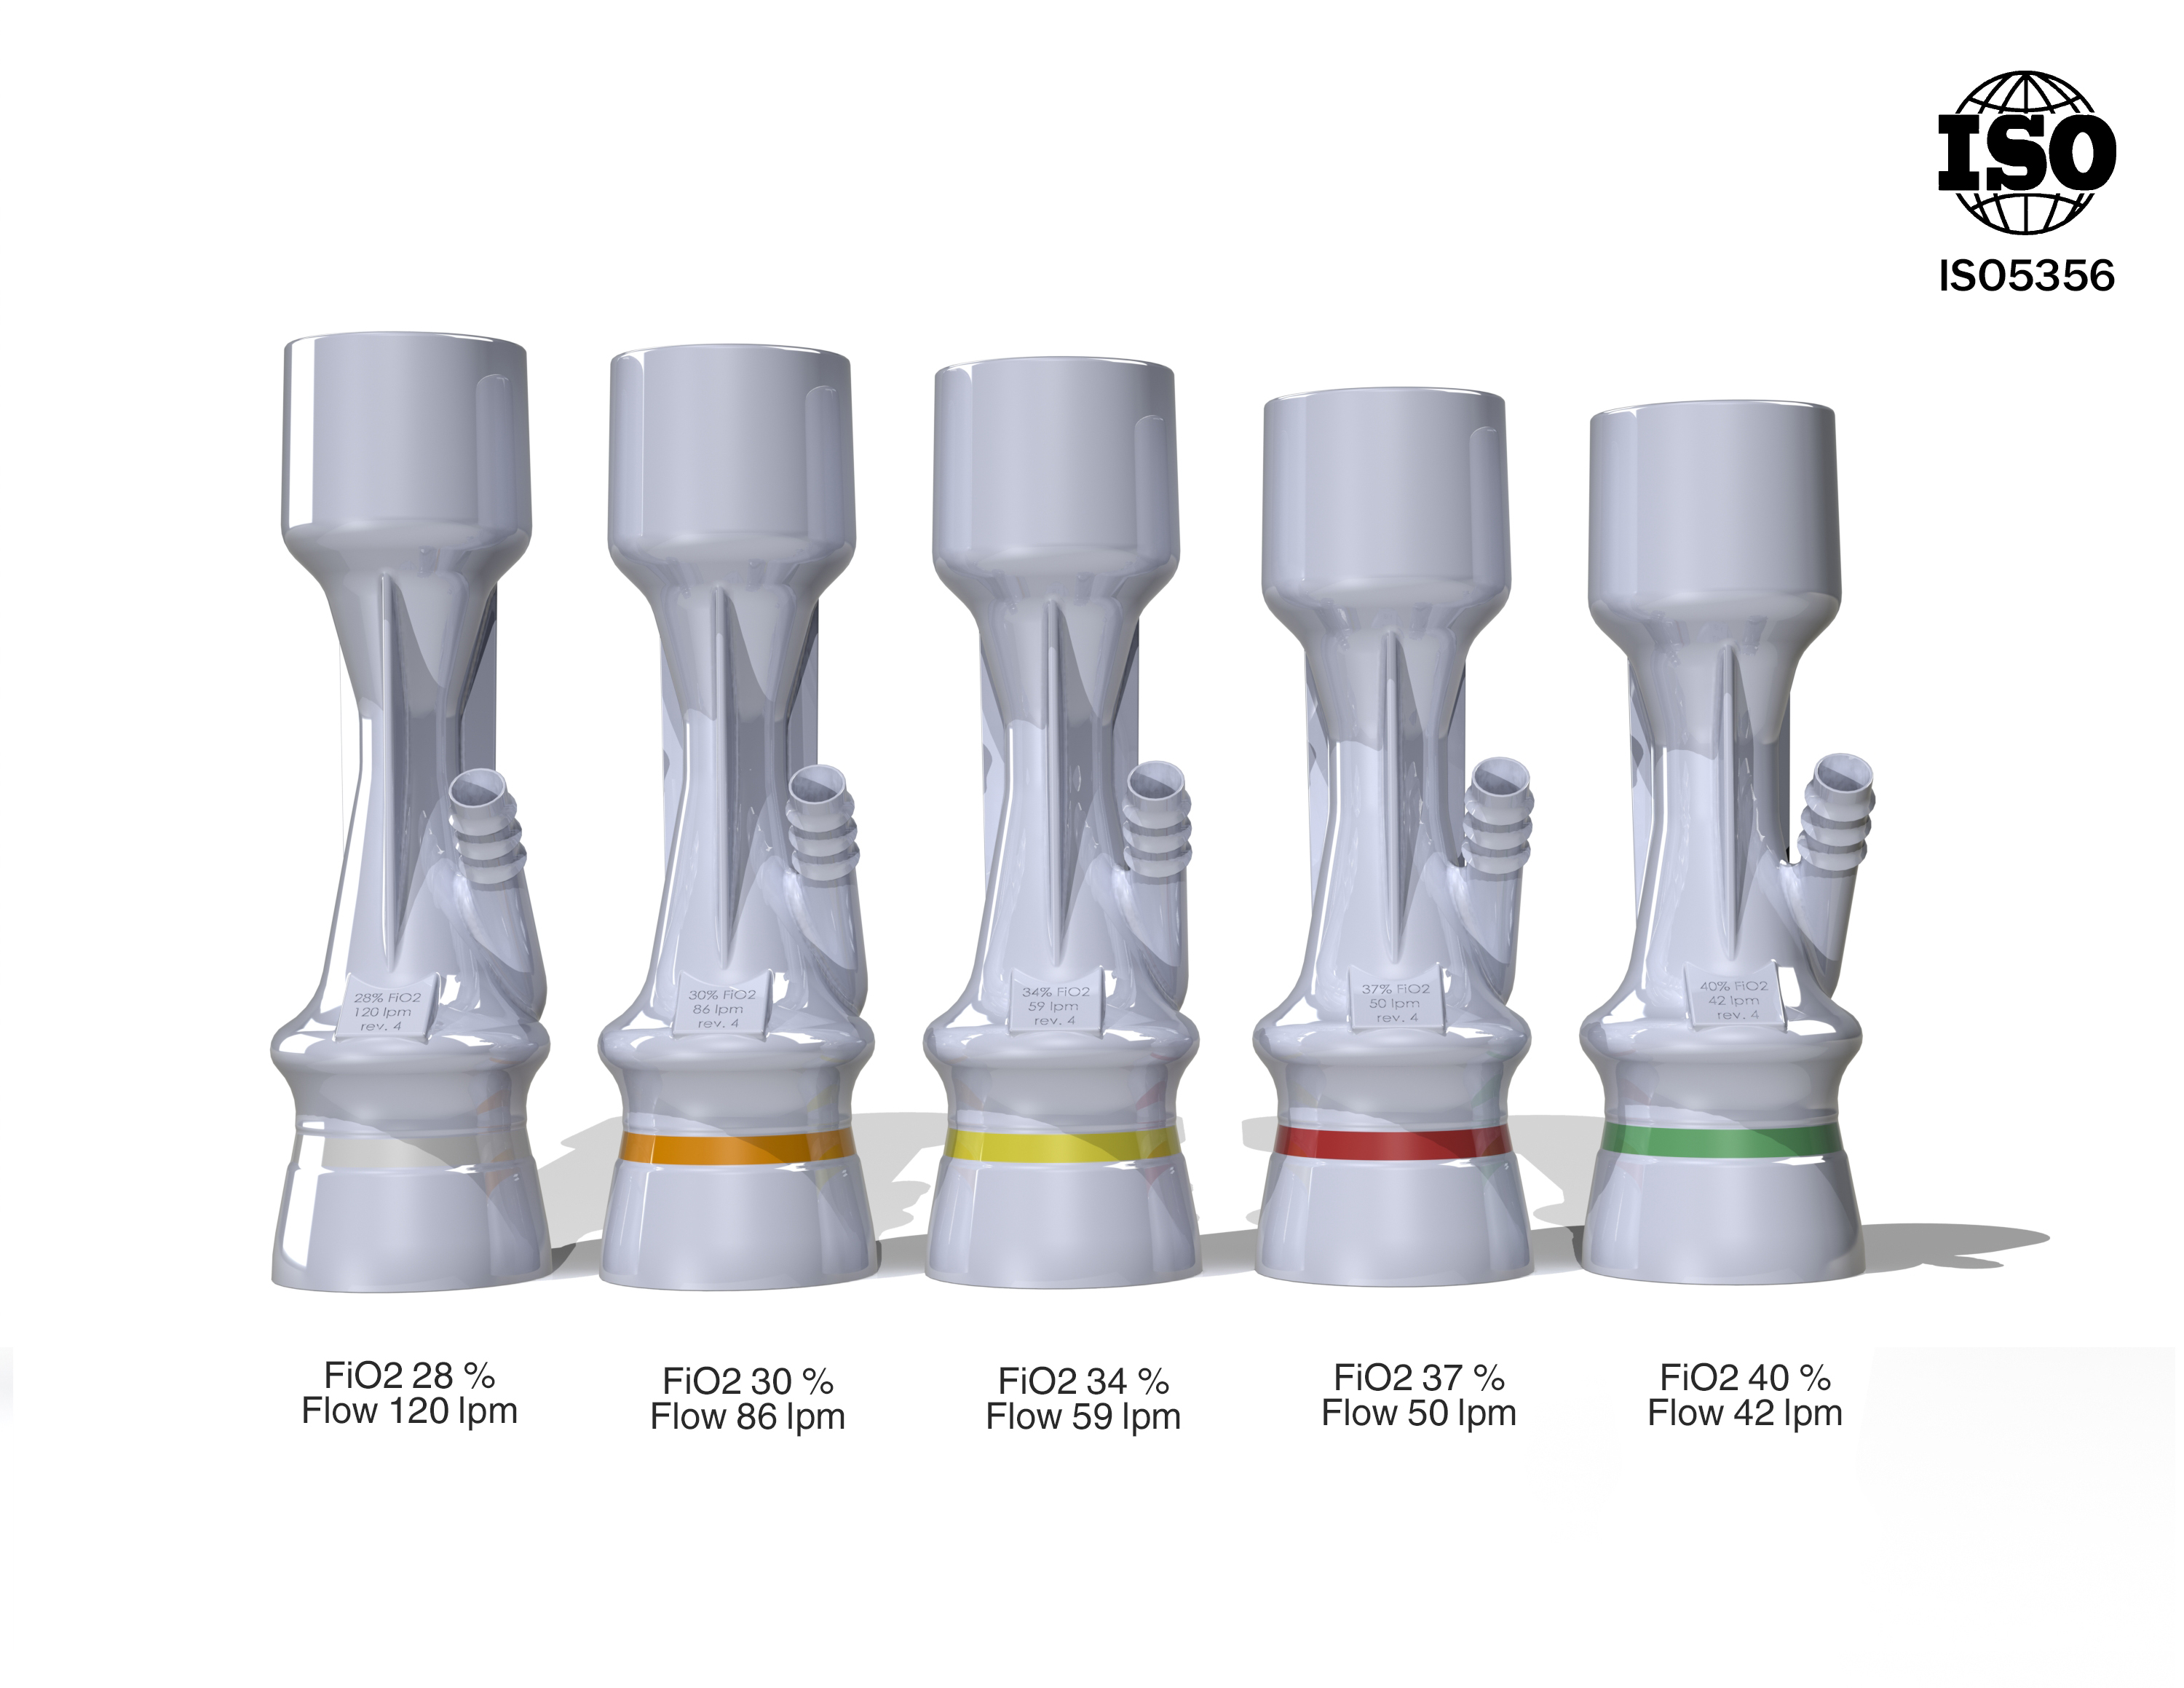 ISO
ISO5356
28% FiO2
120 lpm
rev. 4
30% FiO2
86 lpm
rev. 4
34% FiO2
59 lpm
rev. 4
37% FiO2
50 lpm
rev. 4
40% FiO2
42 lpm
rev. 4
FiO2 28 %
Flow 120 lpm
FiO2 30 %
Flow 86 lpm
FiO2 34 %
Flow 59 lpm
FiO2 37 %
Flow 50 lpm
FiO2 40 %
Flow 42 lpm